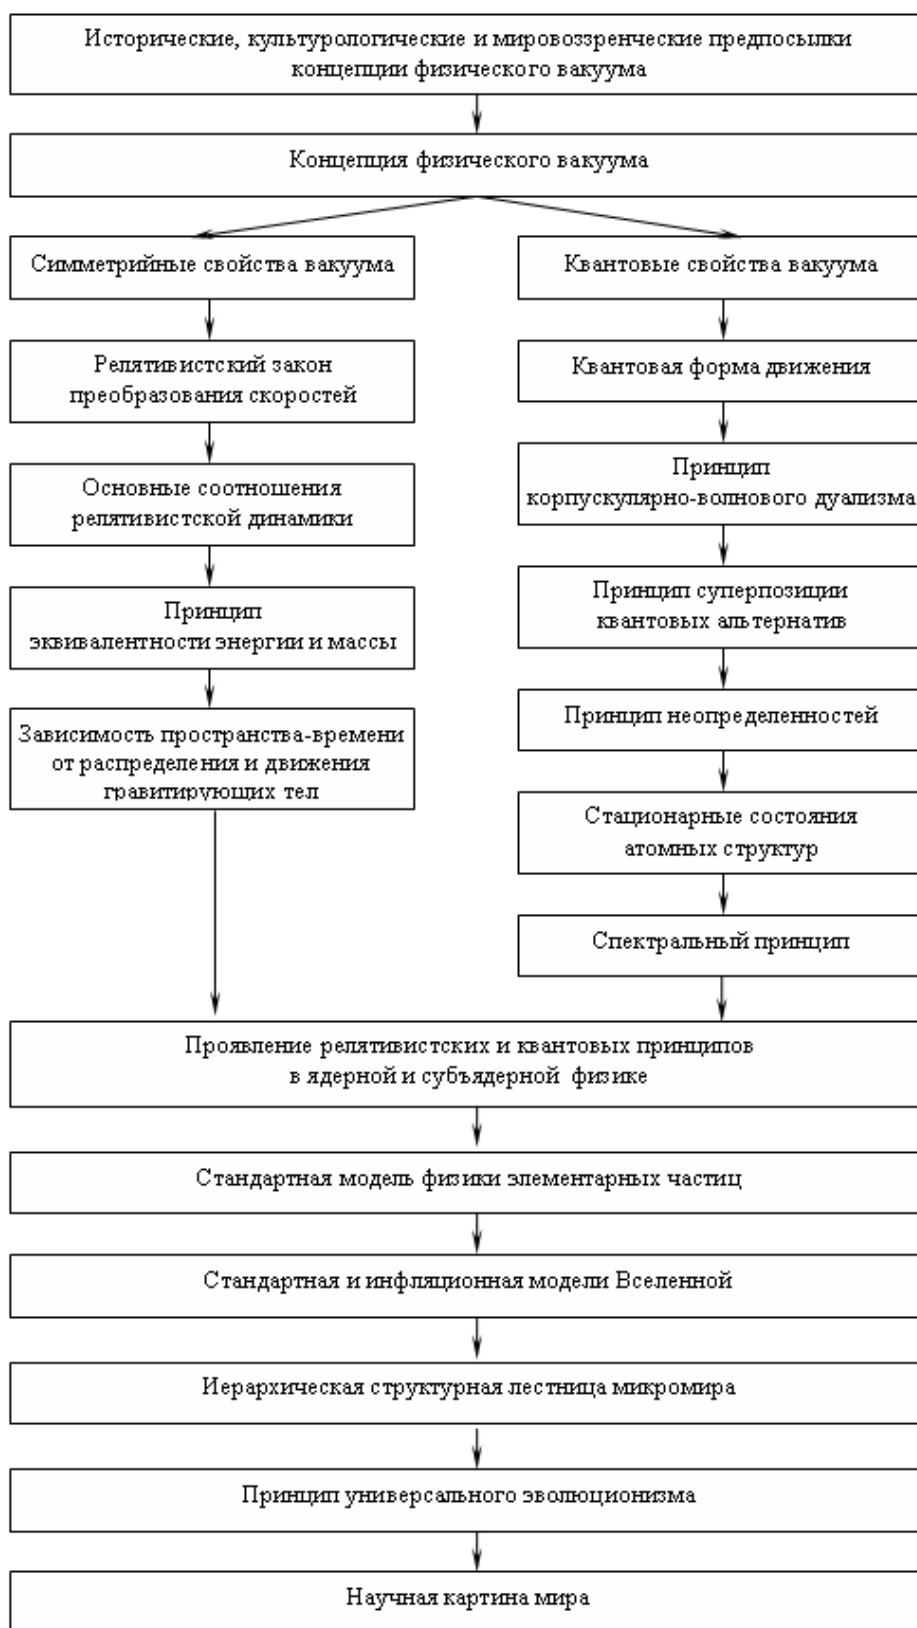 Исторические, культурологические и мировоззренческие предпосылки
концепции физического вакуума
Концепция физического вакуума
Симметрийные свойства вакуума
Релятивистский закон
преобразования скоростей
Основные соотношения
релятивистской динамики
Принцип
эквивалентности энергии и массы
Зависимость пространства-времени
от распределения и движения
гравитирующих тел
Квантовые свойства вакуума
Квантовая форма движения
Принцип
корпускулярно-волнового дуализма
Принцип суперпозиции
квантовых альтернатив
Принцип неопределенностей
Стационарные состояния
атомных структур
Спектральный принцип
Проявление релятивистских и квантовых принципов
в ядерной и субъядерной физике
Стандартная модель физики элементарных частиц
Стандартная и инфляционная модели Вселенной
Иерархическая структурная лестница микромира
Принцип универсального эволюционизма
Научная картина мира